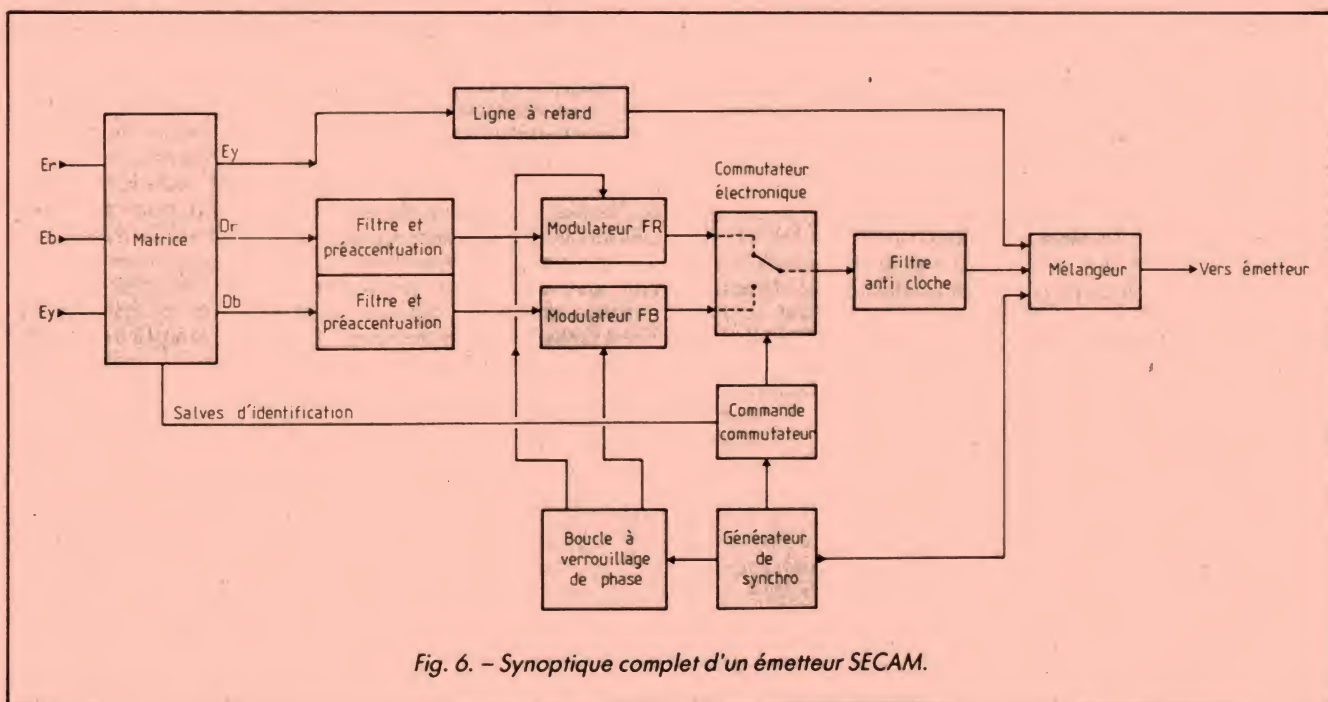 Ligne à retard
Er
Eb
Ey
Matrice
Ey
Dr
Db
Filtre et
préaccentuation
Filtre et
préaccentuation
Modulateur FR
Modulateur FB
Commutateur
électronique
Filtre
anti cloche
Mélangeur
Vers émetteur
Salves d'identification
Commande
commutateur
Boucle à
verrouillage
de phase
Générateur
de
synchro
Fig. 6. – Synoptique complet d'un émetteur SECAM.